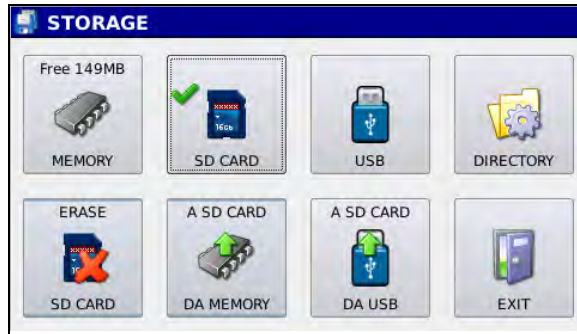 STORAGE
Free 149MB
MEMORY
SD CARD
USB
DIRECTORY
ERASE
SD CARD
A SD CARD
DA MEMORY
A SD CARD
DA USB
EXIT